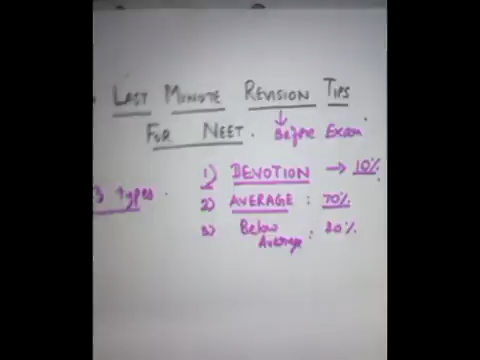 LAST MINUTE REVISION TIPS
FOR NEET. ↓ Before Exam
3 types.
1) DEVOTION → 10%
2) AVERAGE : 70%
3) Below Average : 20%